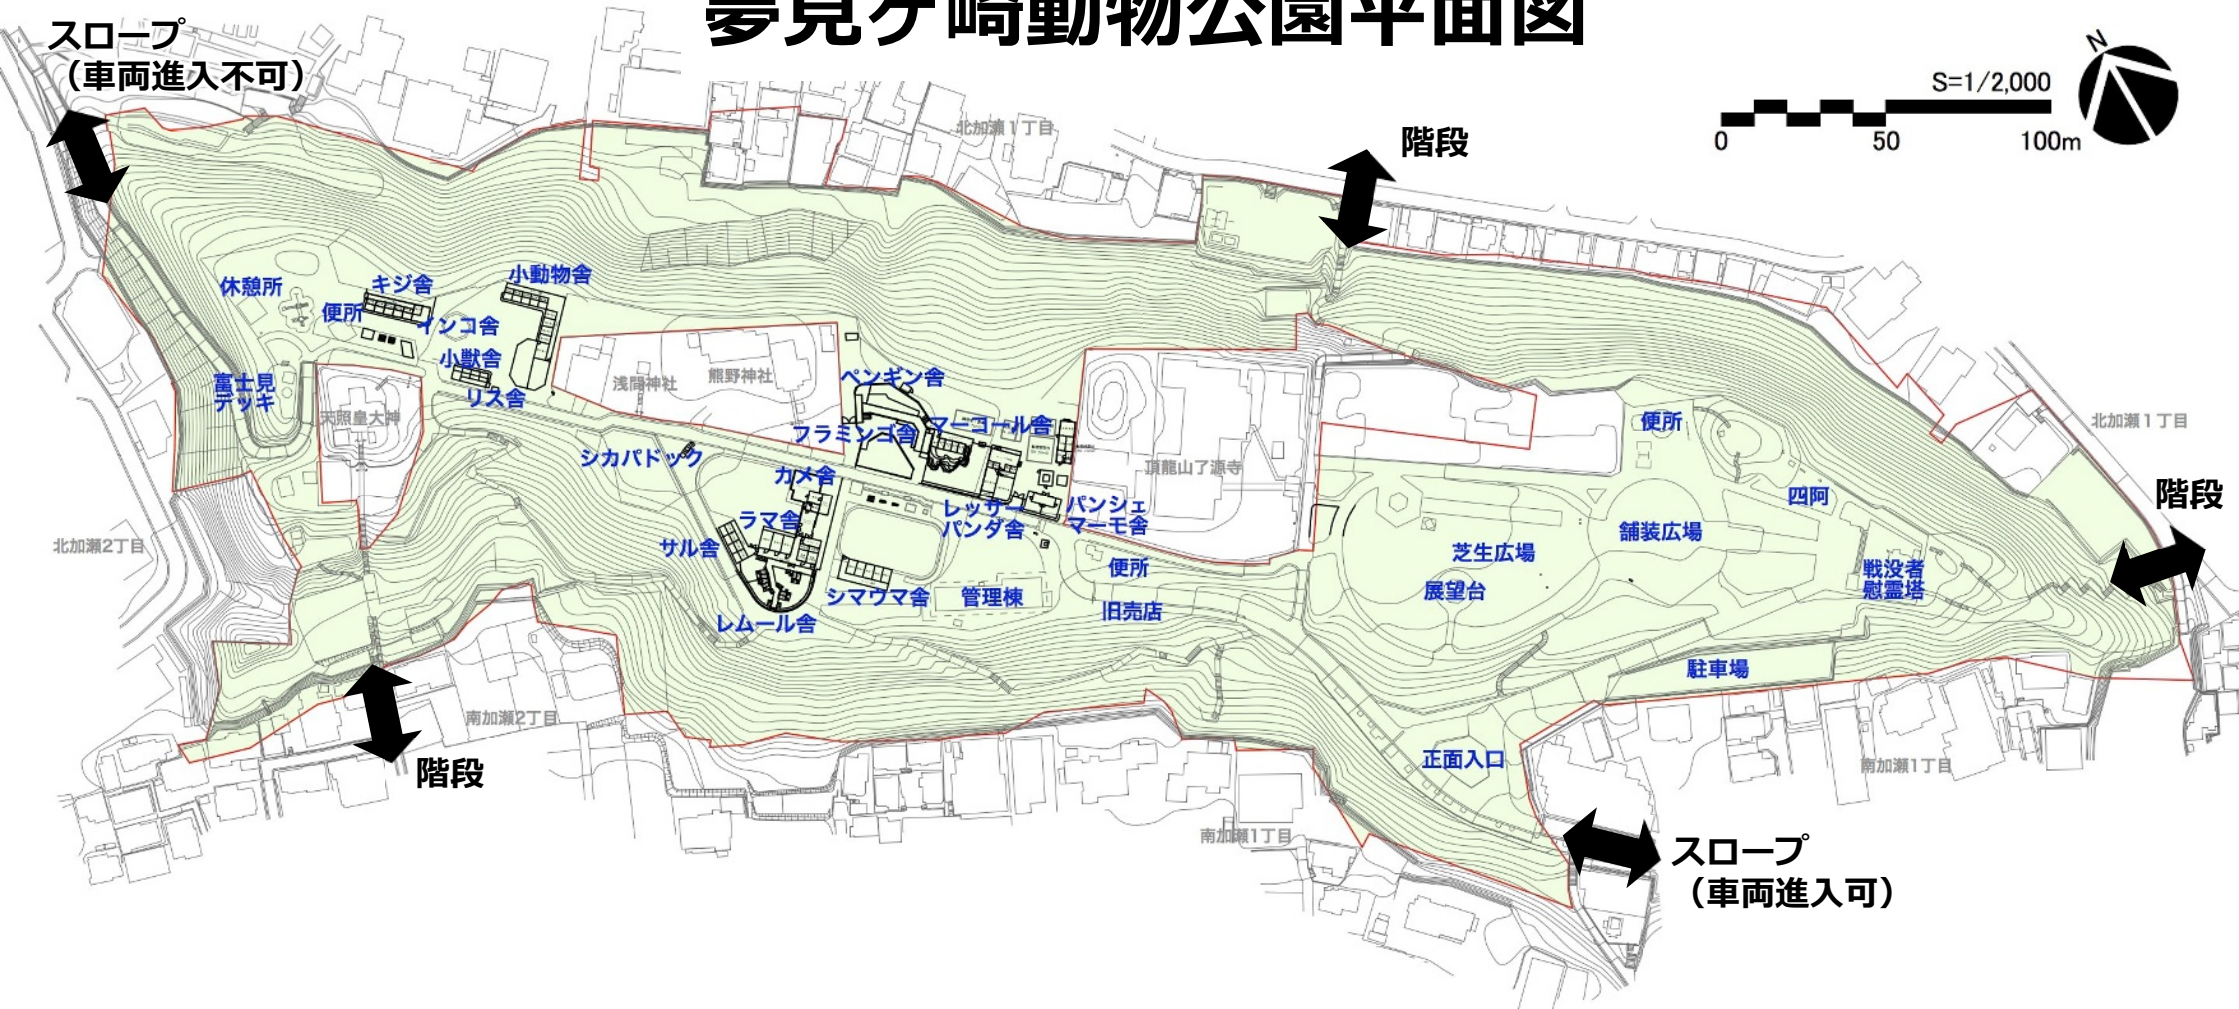 夢見ヶ崎動物公園平面図
スロープ
（車両進入不可）
N
S=1/2,000
0 50 100m
北加瀬1丁目
階段
休憩所
キジ舎
小動物舎
便所
インコ舎
小獣舎
リス舎
富士見
デッキ
天照皇大神
浅間神社
熊野神社
ペンギン舎
フラミンゴ舎
マーコール舎
シカパドック
カメ舎
頂龍山了源寺
レッサー
パンダ舎
パンシェ
マーモ舎
ラマ舎
サル舎
シマウマ舎
レムール舎
管理棟
便所
旧売店
便所
四阿
舗装広場
芝生広場
展望台
戦没者
慰霊塔
駐車場
北加瀬1丁目
階段
北加瀬2丁目
南加瀬2丁目
階段
正面入口
南加瀬1丁目
南加瀬1丁目
スロープ
（車両進入可）